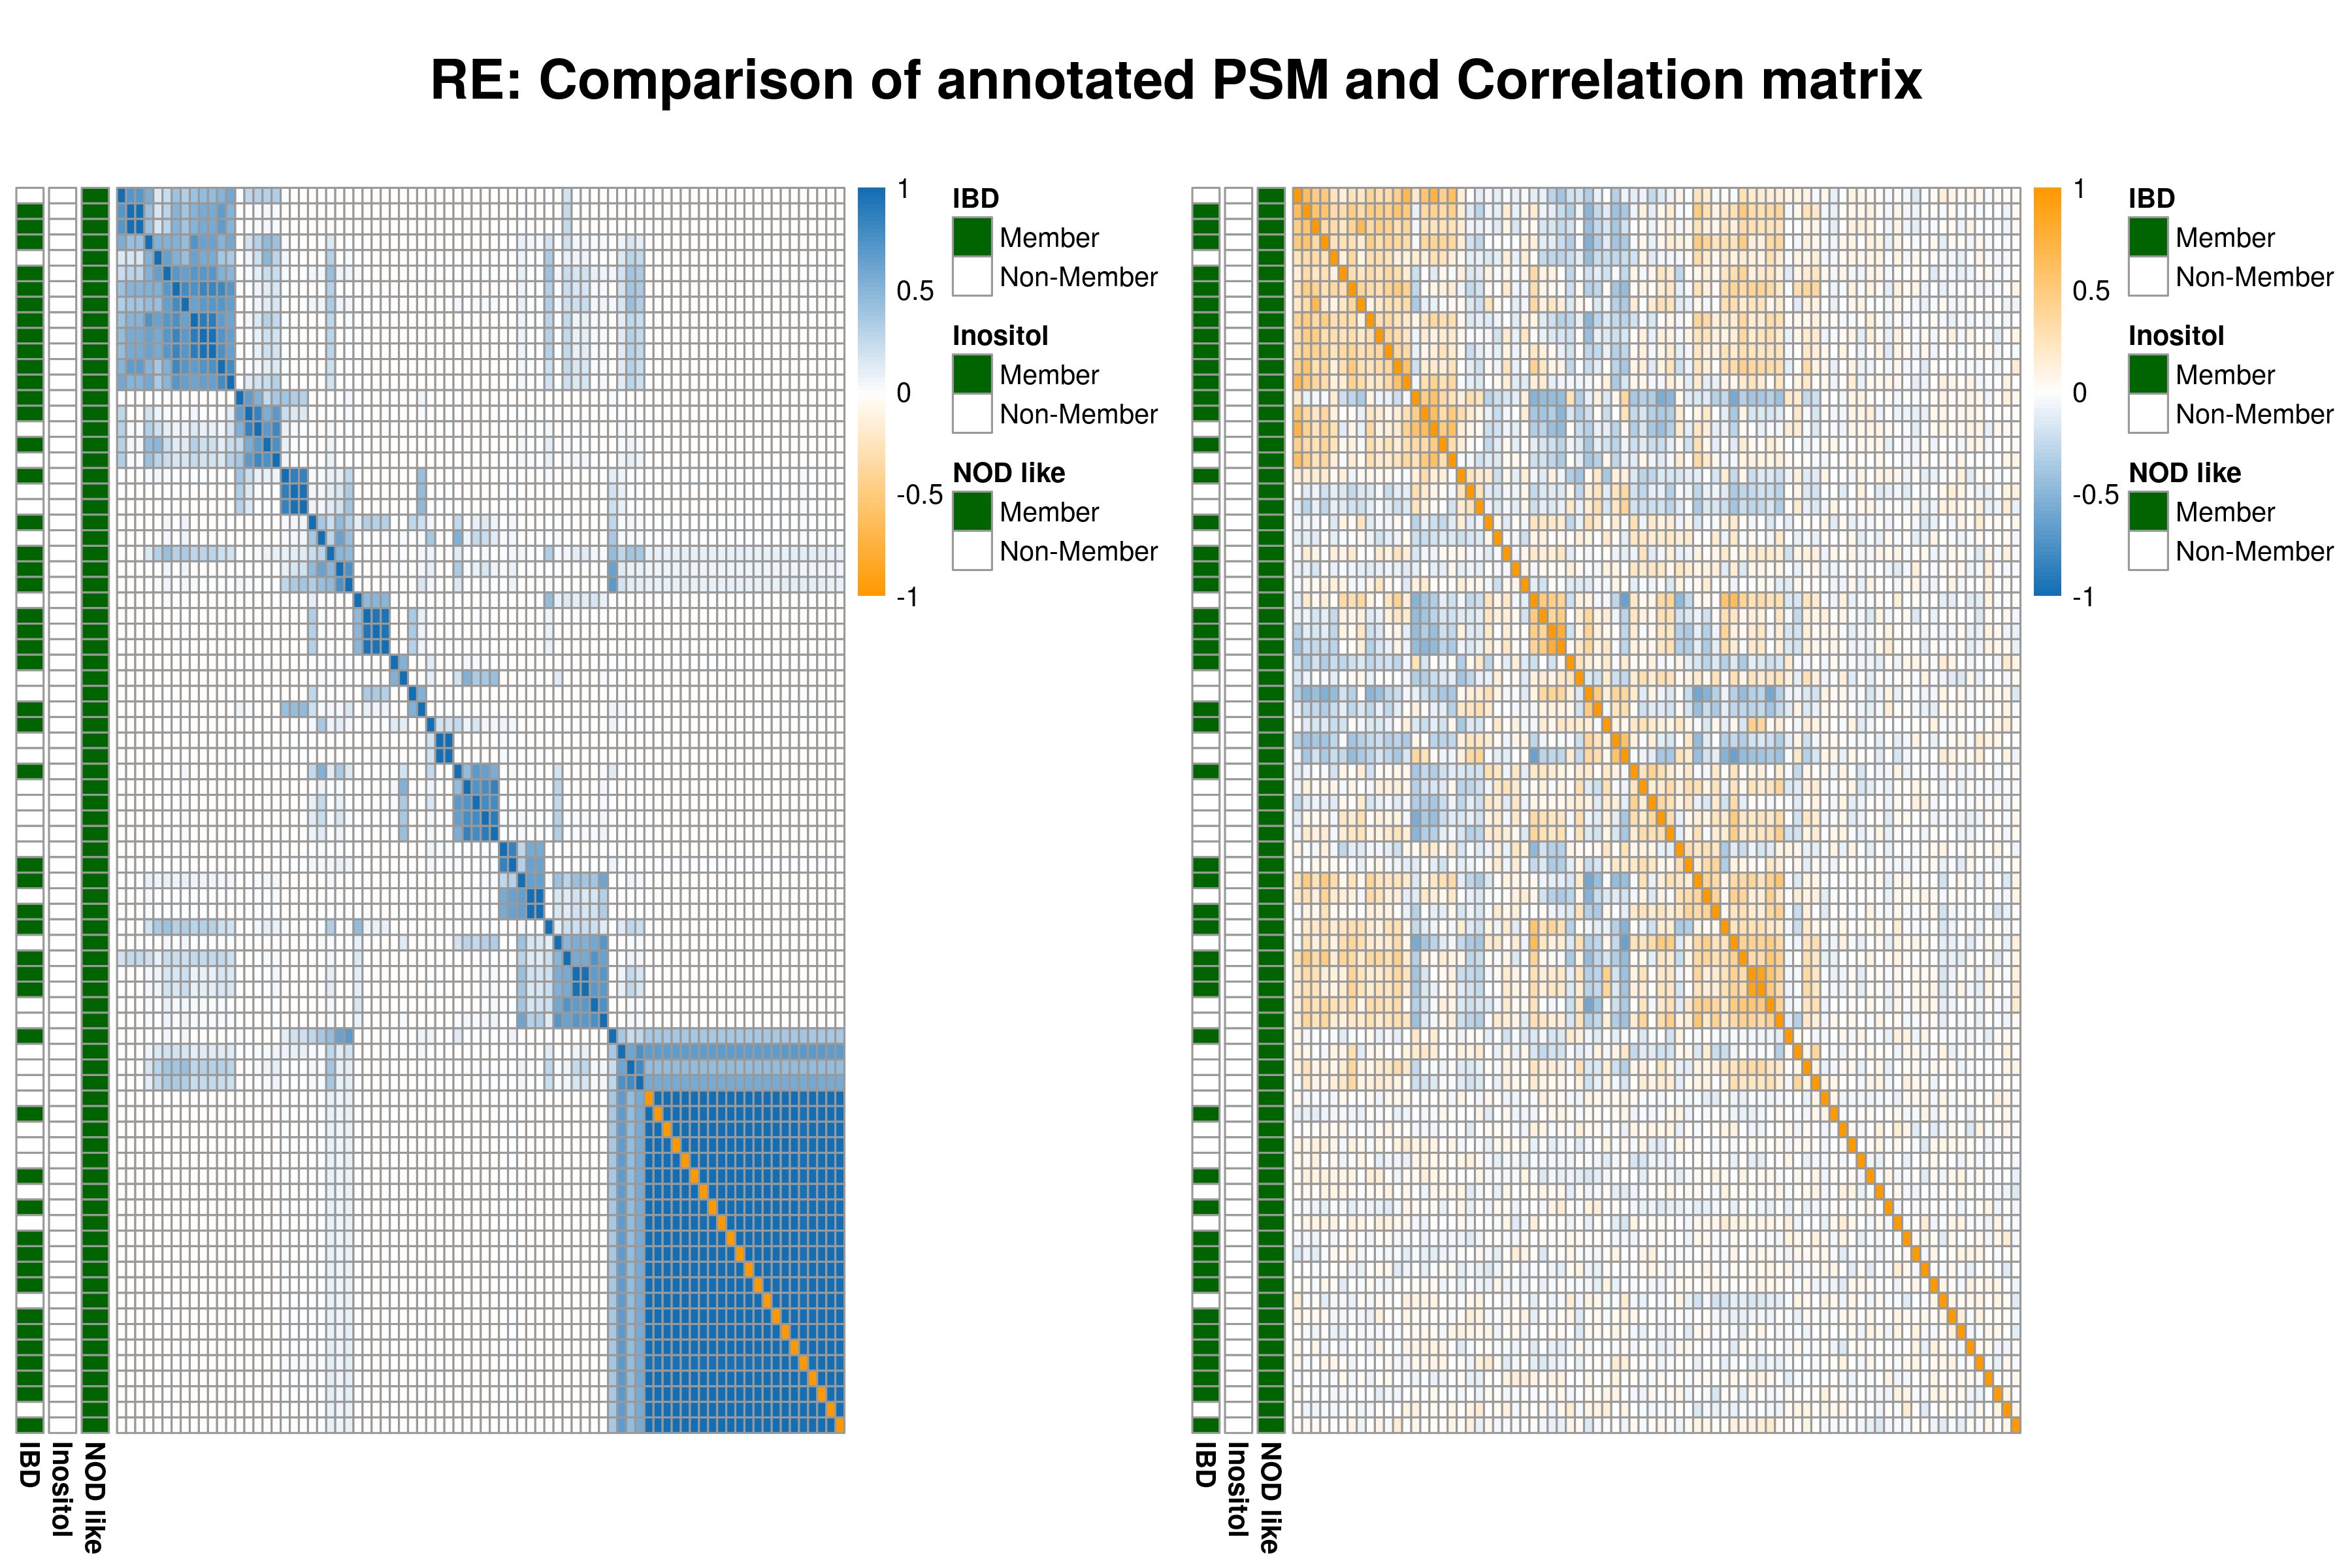 RE: Comparison of annotated PSM and Correlation matrix
1
0.5
0
-0.5
-1
IBD
Member
Non-Member
Inositol
Member
Non-Member
NOD like
Member
Non-Member
IBD
Inositol
NOD like
1
0.5
0
-0.5
-1
IBD
Member
Non-Member
Inositol
Member
Non-Member
NOD like
Member
Non-Member
IBD
Inositol
NOD like